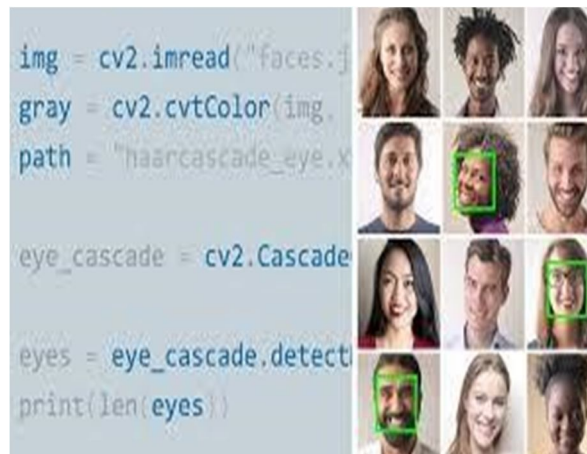 img = cv2.imread("faces.j
gray = cv2.cvtColor(img,
path = "haarcascade_eye.x
eye_cascade = cv2.Cascade
eyes = eye_cascade.detect
print(len(eyes))